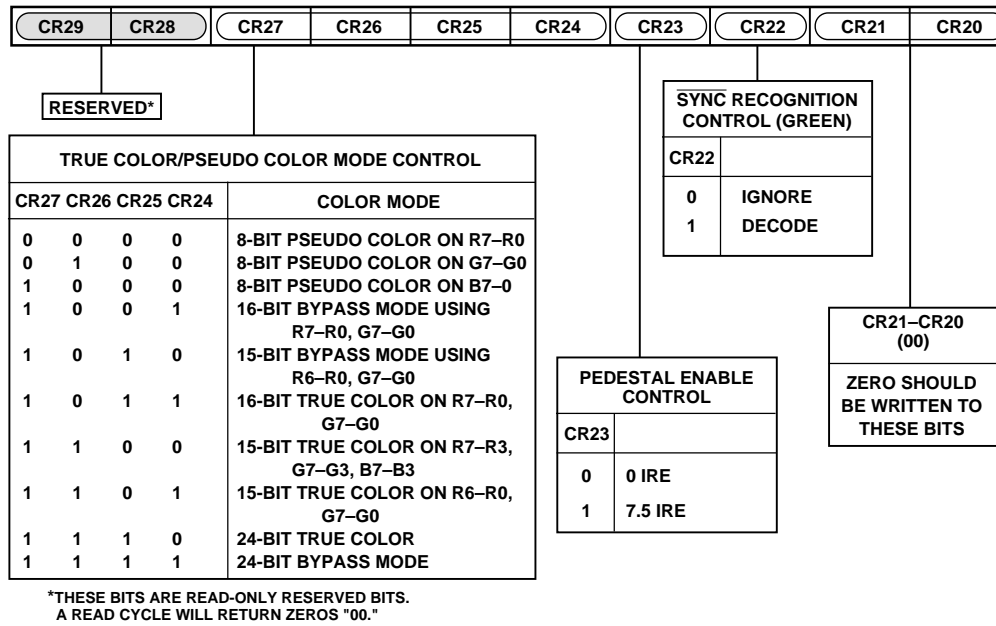 CR29 CR28 CR27 CR26 CR25 CR24 CR23 CR22 CR21 CR20
RESERVED*
TRUE COLOR/PSEUDO COLOR MODE CONTROL
CR27 CR26 CR25 CR24 COLOR MODE
0 0 0 0 8-BIT PSEUDO COLOR ON R7–R0
0 1 0 0 8-BIT PSEUDO COLOR ON G7–G0
1 0 0 0 8-BIT PSEUDO COLOR ON B7–0
1 0 0 1 16-BIT BYPASS MODE USING
R7–R0, G7–G0
1 0 1 0 15-BIT BYPASS MODE USING
R6–R0, G7–G0
1 0 1 1 16-BIT TRUE COLOR ON R7–R0,
G7–G0
1 1 0 0 15-BIT TRUE COLOR ON R7–R3,
G7–G3, B7–B3
1 1 0 1 15-BIT TRUE COLOR ON R6–R0,
G7–G0
1 1 1 0 24-BIT TRUE COLOR
1 1 1 1 24-BIT BYPASS MODE
*THESE BITS ARE READ-ONLY RESERVED BITS.
A READ CYCLE WILL RETURN ZEROS "00."
PEDESTAL ENABLE
CONTROL
CR23
0 0 IRE
1 7.5 IRE
SYNC RECOGNITION
CONTROL (GREEN)
CR22
0 IGNORE
1 DECODE
CR21–CR20
(00)
ZERO SHOULD
BE WRITTEN TO
THESE BITS